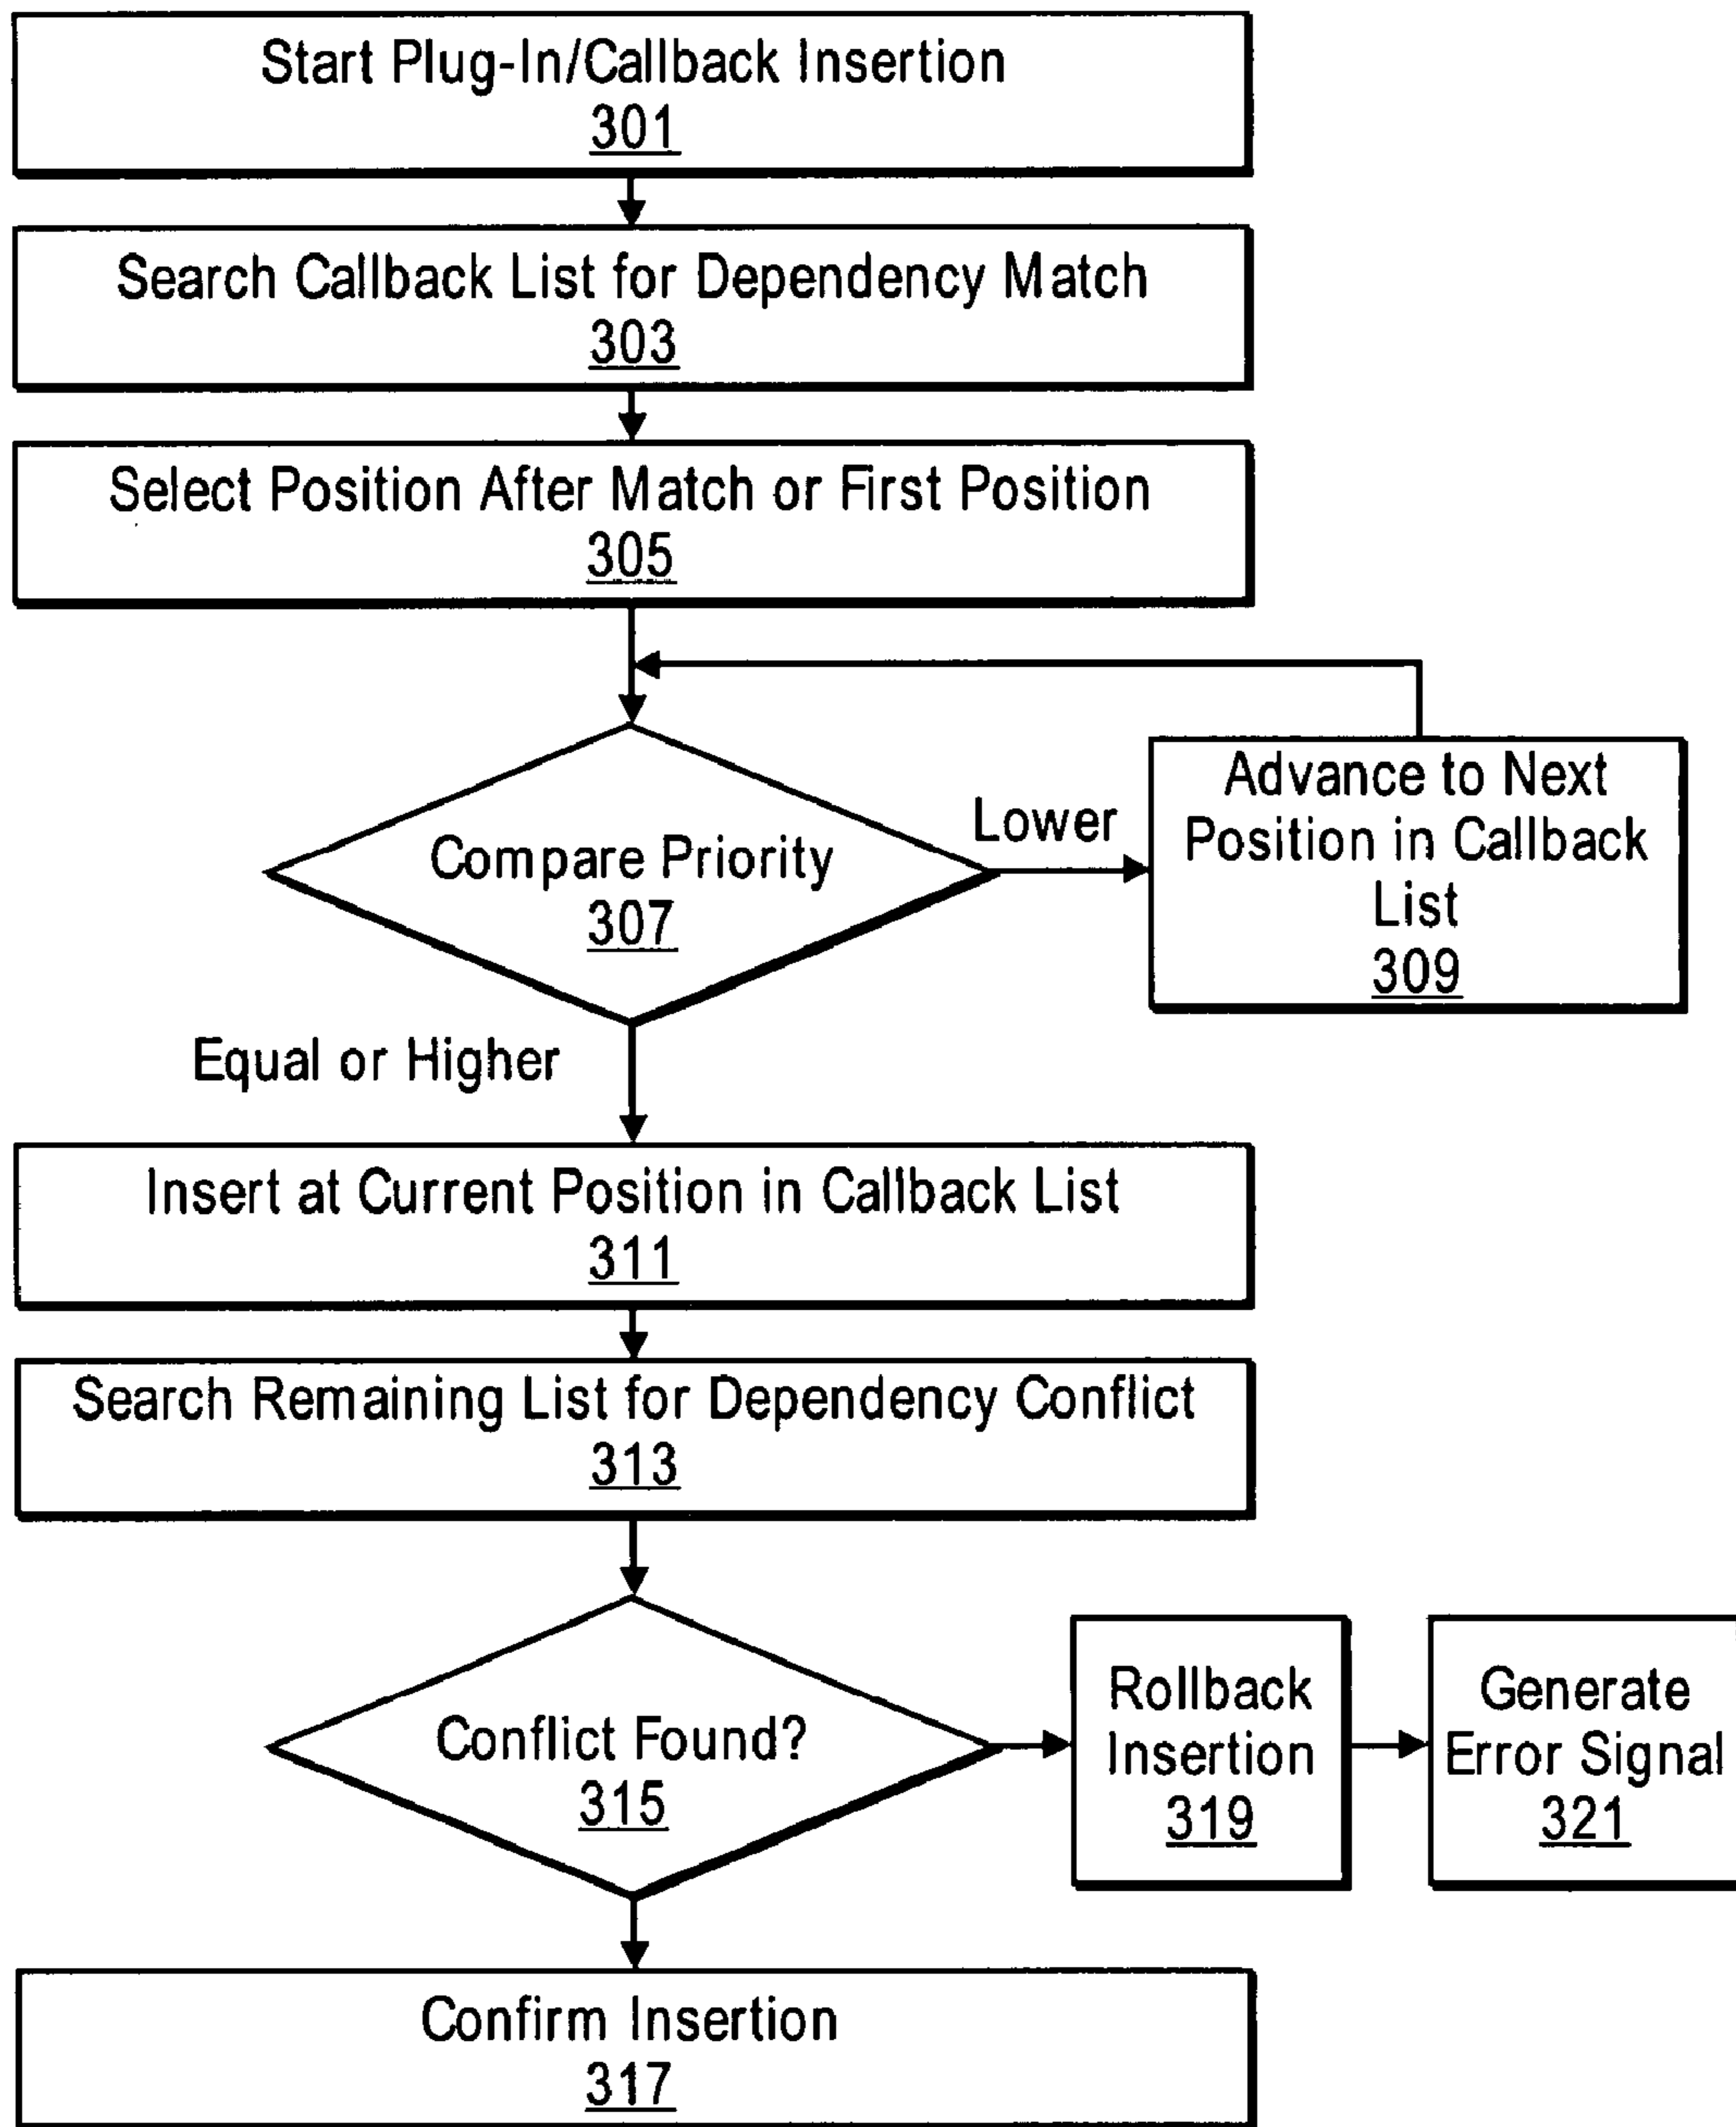 Start Plug-In/Callback Insertion
301
Search Callback List for Dependency Match
303
Select Position After Match or First Position
305
Compare Priority
307
Lower
Advance to Next
Position in Callback
List
309
Equal or Higher
Insert at Current Position in Callback List
311
Search Remaining List for Dependency Conflict
313
Conflict Found?
315
Rollback
Insertion
319
Generate
Error Signal
321
Confirm Insertion
317